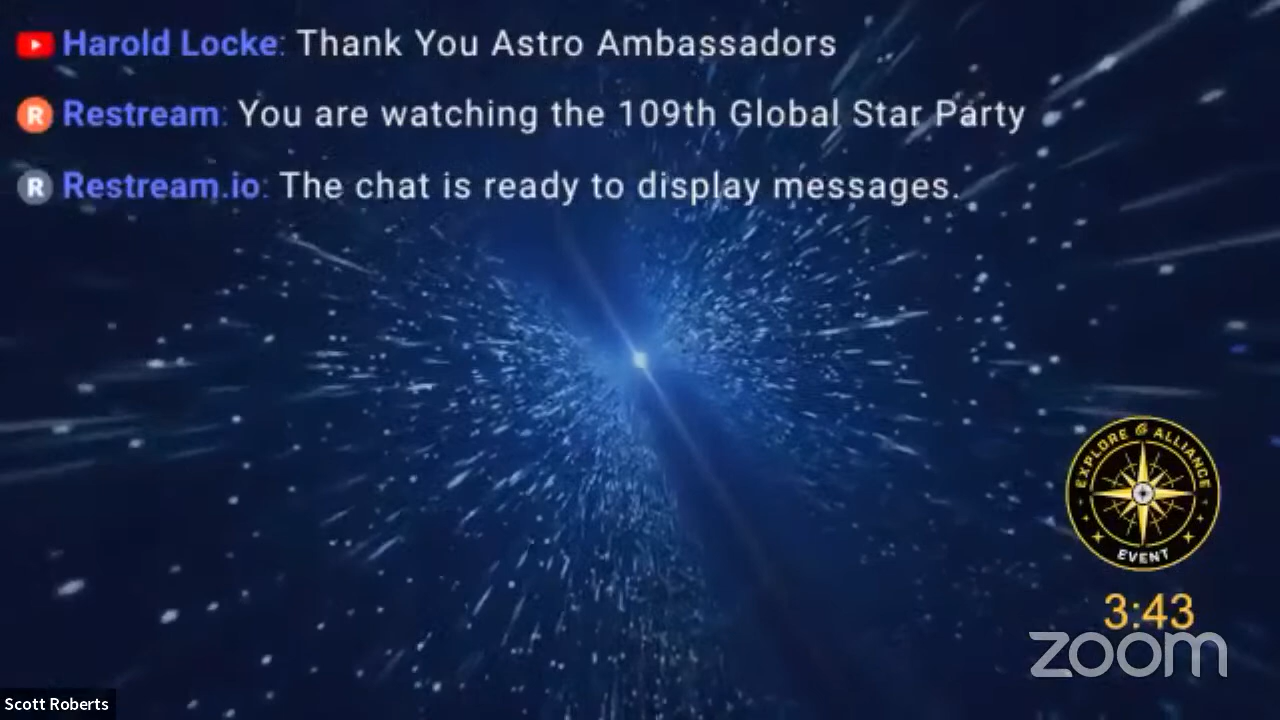 Harold Locke: Thank You Astro Ambassadors
R Restream: You are watching the 109th Global Star Party
R Restream.io: The chat is ready to display messages.
EXPLORE ALLIANCE
EVENT
3:43
zoom
Scott Roberts